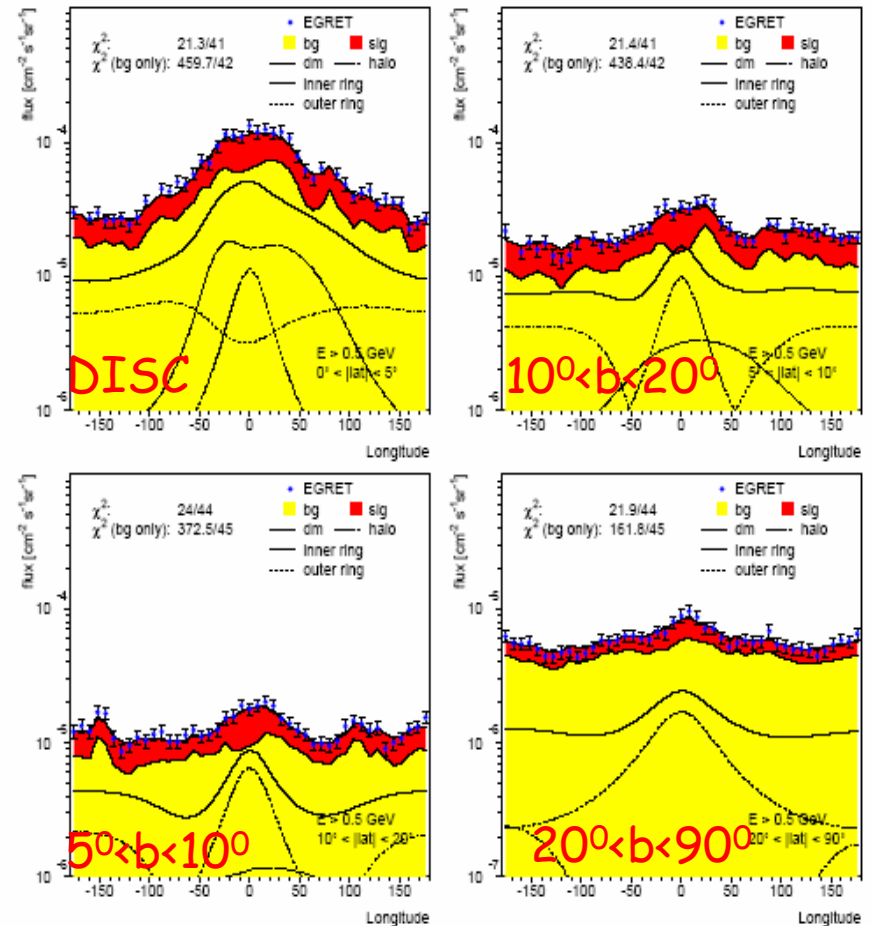 EGRET
χ²: 21.3/41 bg sig
χ² (bg only): 459.7/42 dm halo
inner ring
outer ring
flux [cm⁻² s⁻¹sr⁻¹]
10⁻⁴
10⁻⁵
10⁻⁶
E > 0.5 GeV
0° < |lat| < 5°
DISC
-150 -100 -50 0 50 100 150
Longitude
EGRET
χ²: 21.4/41 bg sig
χ² (bg only): 438.4/42 dm halo
inner ring
outer ring
flux [cm⁻² s⁻¹sr⁻¹]
10⁻⁴
10⁻⁵
10⁻⁶
E > 0.5 GeV
5° < |lat| < 10°
10⁰<b<20⁰
-150 -100 -50 0 50 100 150
Longitude
EGRET
χ²: 24/44 bg sig
χ² (bg only): 372.5/45 dm halo
inner ring
outer ring
flux [cm⁻² s⁻¹sr⁻¹]
10⁻⁴
10⁻⁵
10⁻⁶
E > 0.5 GeV
10° < |lat| < 20°
5⁰<b<10⁰
-150 -100 -50 0 50 100 150
Longitude
EGRET
χ²: 21.9/44 bg sig
χ² (bg only): 161.8/45 dm halo
inner ring
outer ring
flux [cm⁻² s⁻¹sr⁻¹]
10⁻⁵
10⁻⁶
10⁻⁷
E > 0.5 GeV
20° < |lat| < 90°
20⁰<b<90⁰
-150 -100 -50 0 50 100 150
Longitude